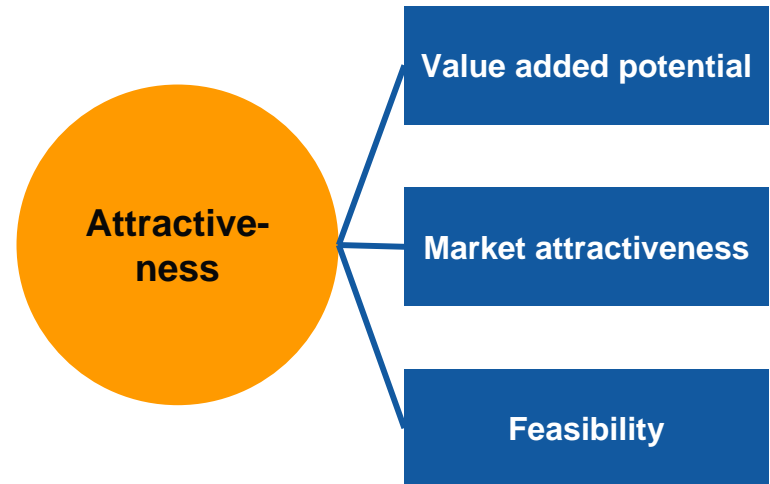 Value added potential
Attractive-
ness
Market attractiveness
Feasibility